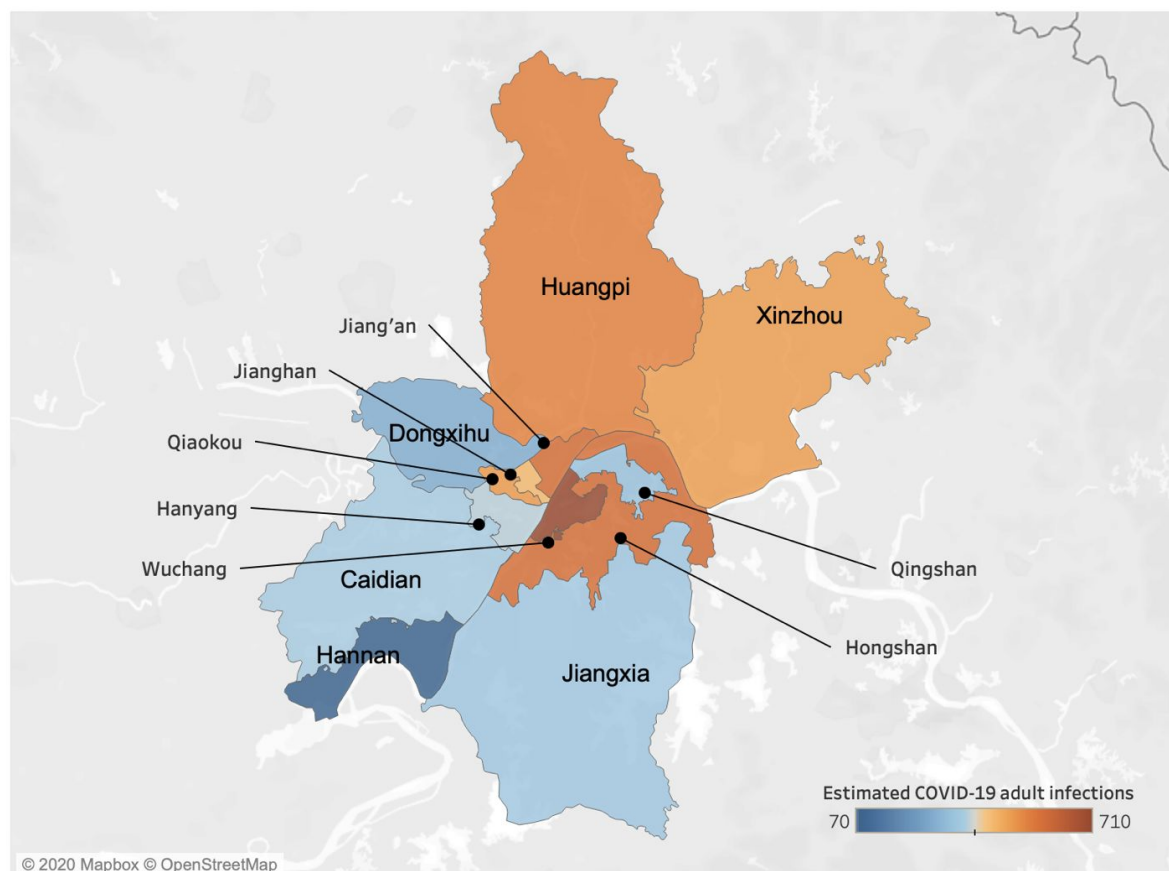 Huangpi
Xinzhou
Jiang’an
Jianghan
Dongxihu
Qiaokou
Hanyang
Wuchang
Caidian
Qingshan
Hannan
Hongshan
Jiangxia
Estimated COVID-19 adult infections
70 710
© 2020 Mapbox © OpenStreetMap